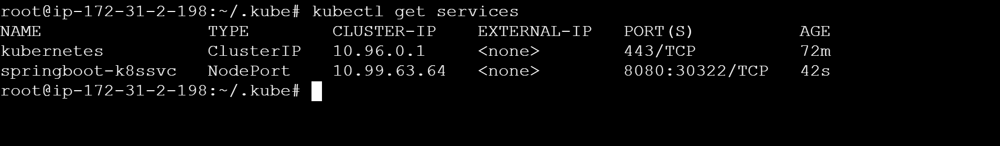 root@ip-172-31-2-198:~/.kube# kubectl get services
NAME TYPE CLUSTER-IP EXTERNAL-IP PORT(S) AGE
kubernetes ClusterIP 10.96.0.1 <none> 443/TCP 72m
springboot-k8ssvc NodePort 10.99.63.64 <none> 8080:30322/TCP 42s
root@ip-172-31-2-198:~/.kube#